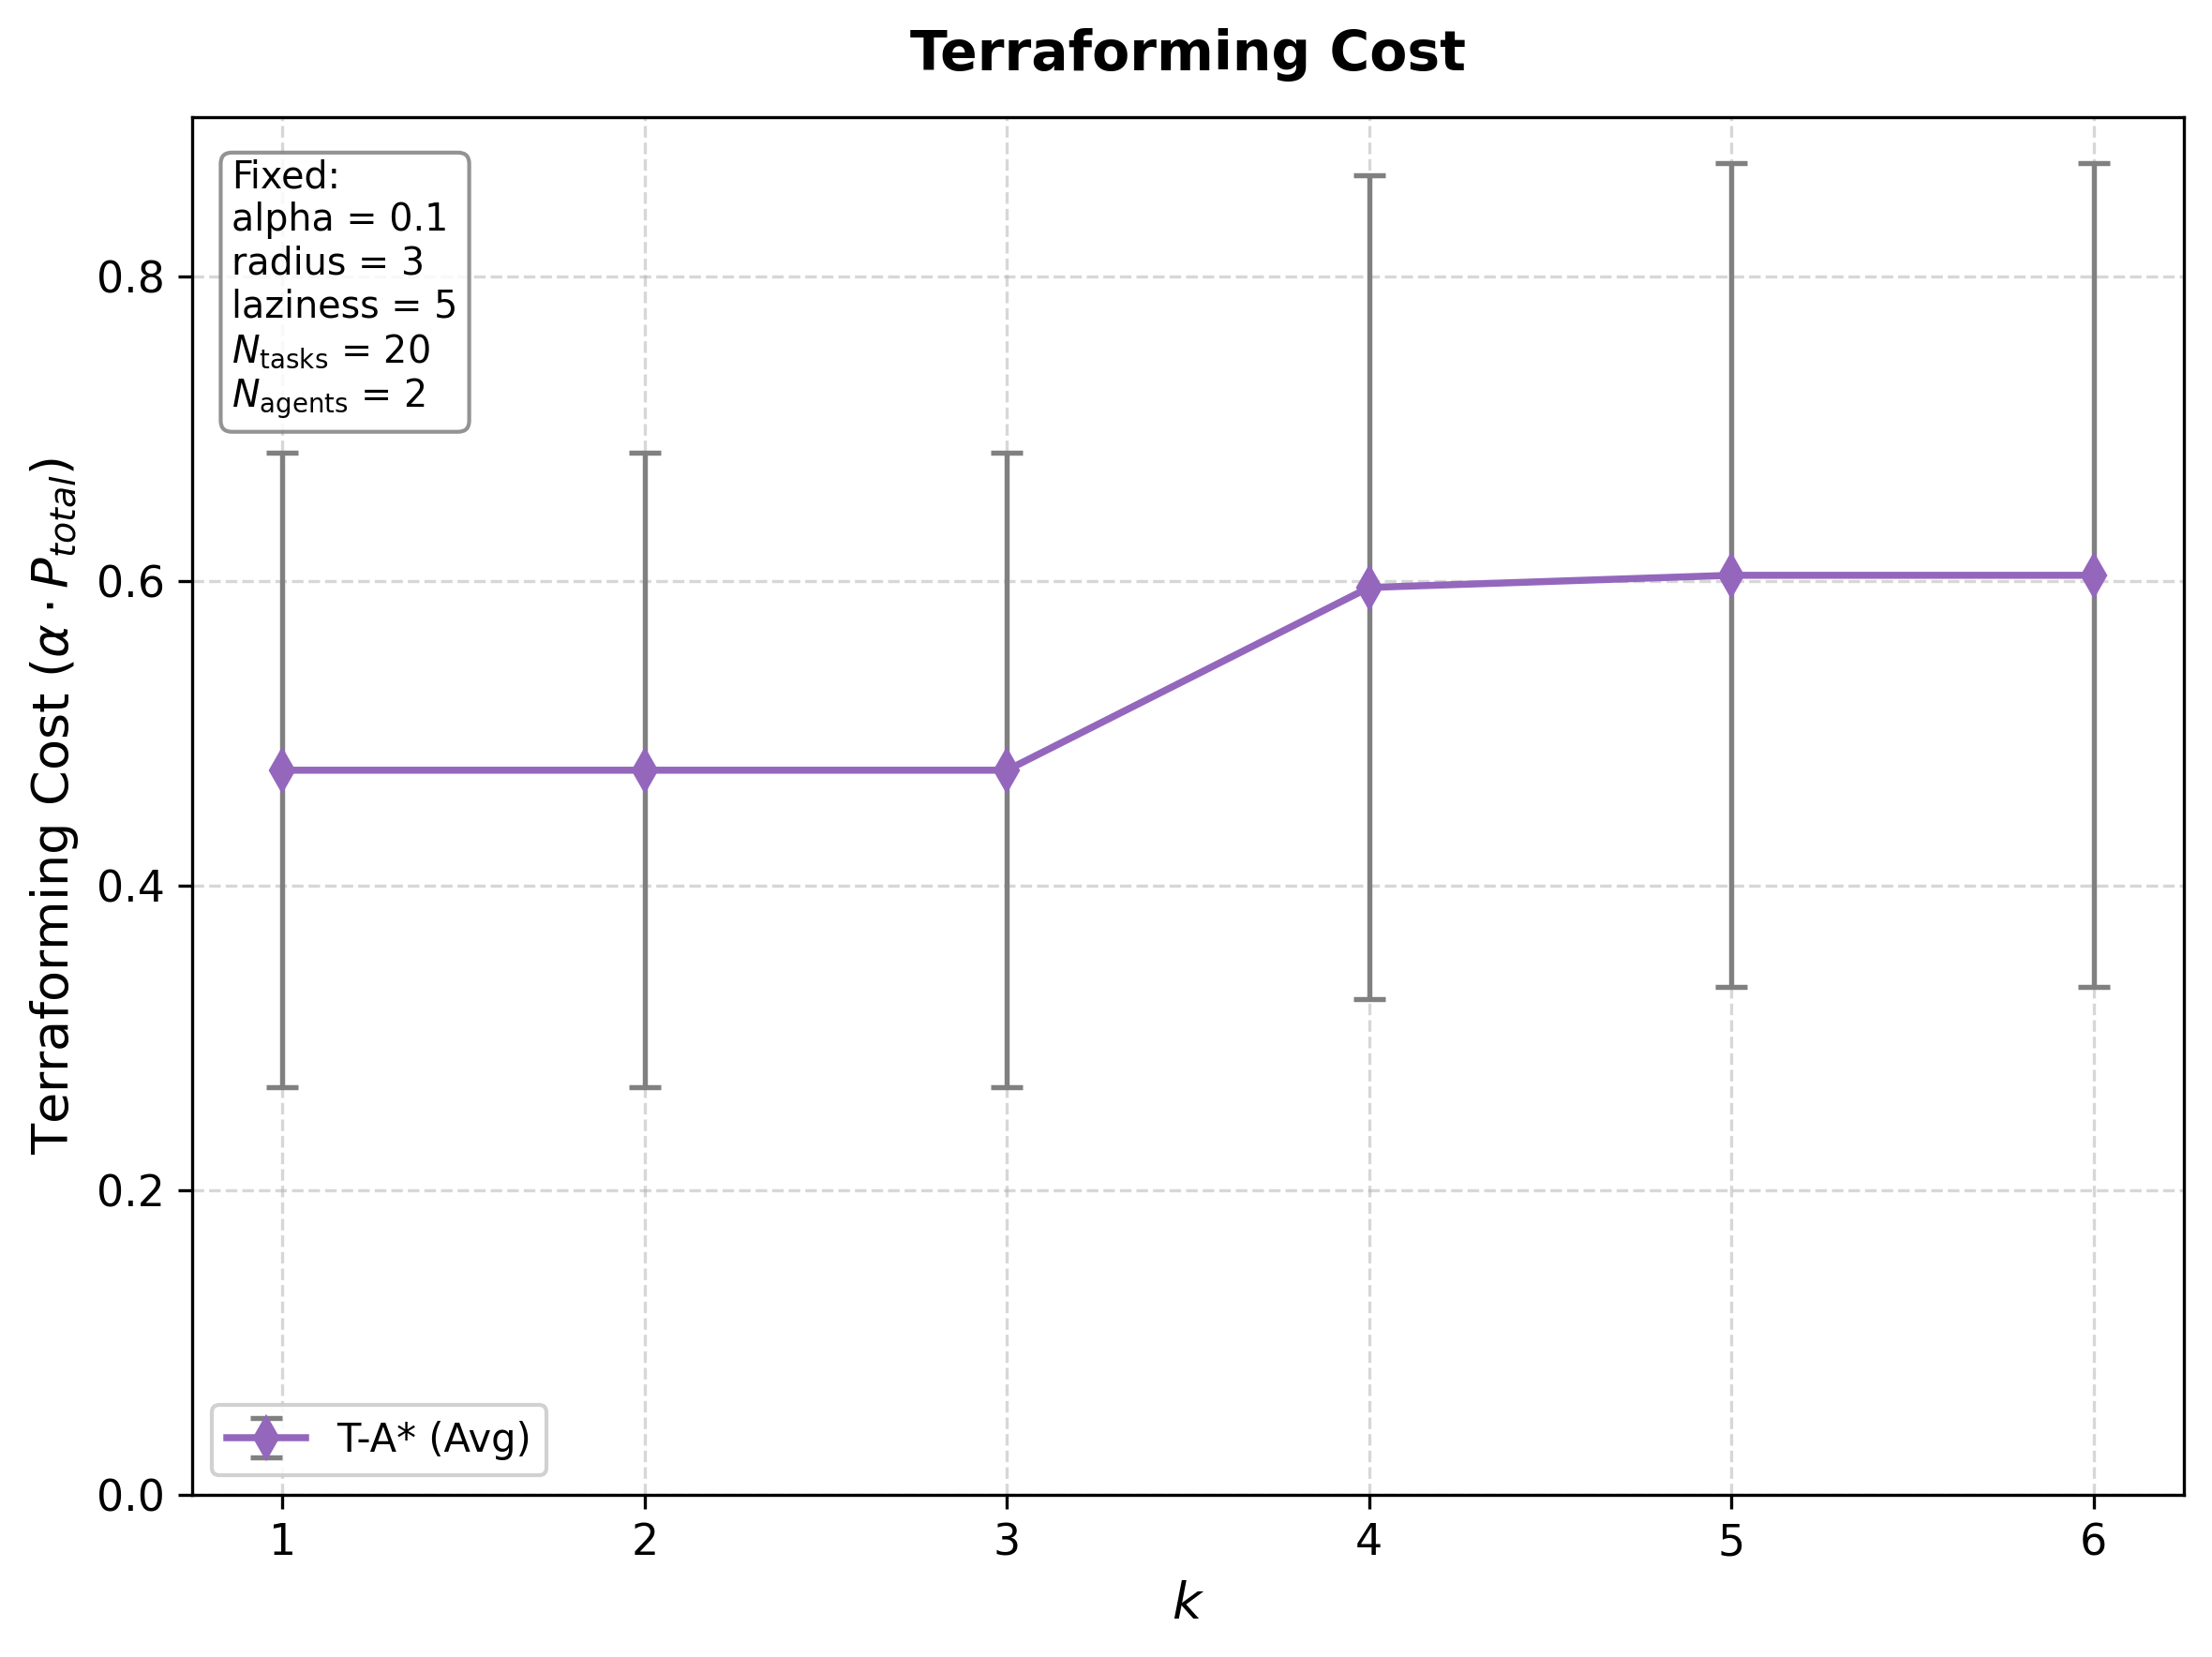 Terraforming Cost
Terraforming Cost (α · P_total)
0.8
0.6
0.4
0.2
0.0
Fixed:
alpha = 0.1
radius = 3
laziness = 5
N_tasks = 20
N_agents = 2
T-A* (Avg)
1 2 3 4 5 6
k